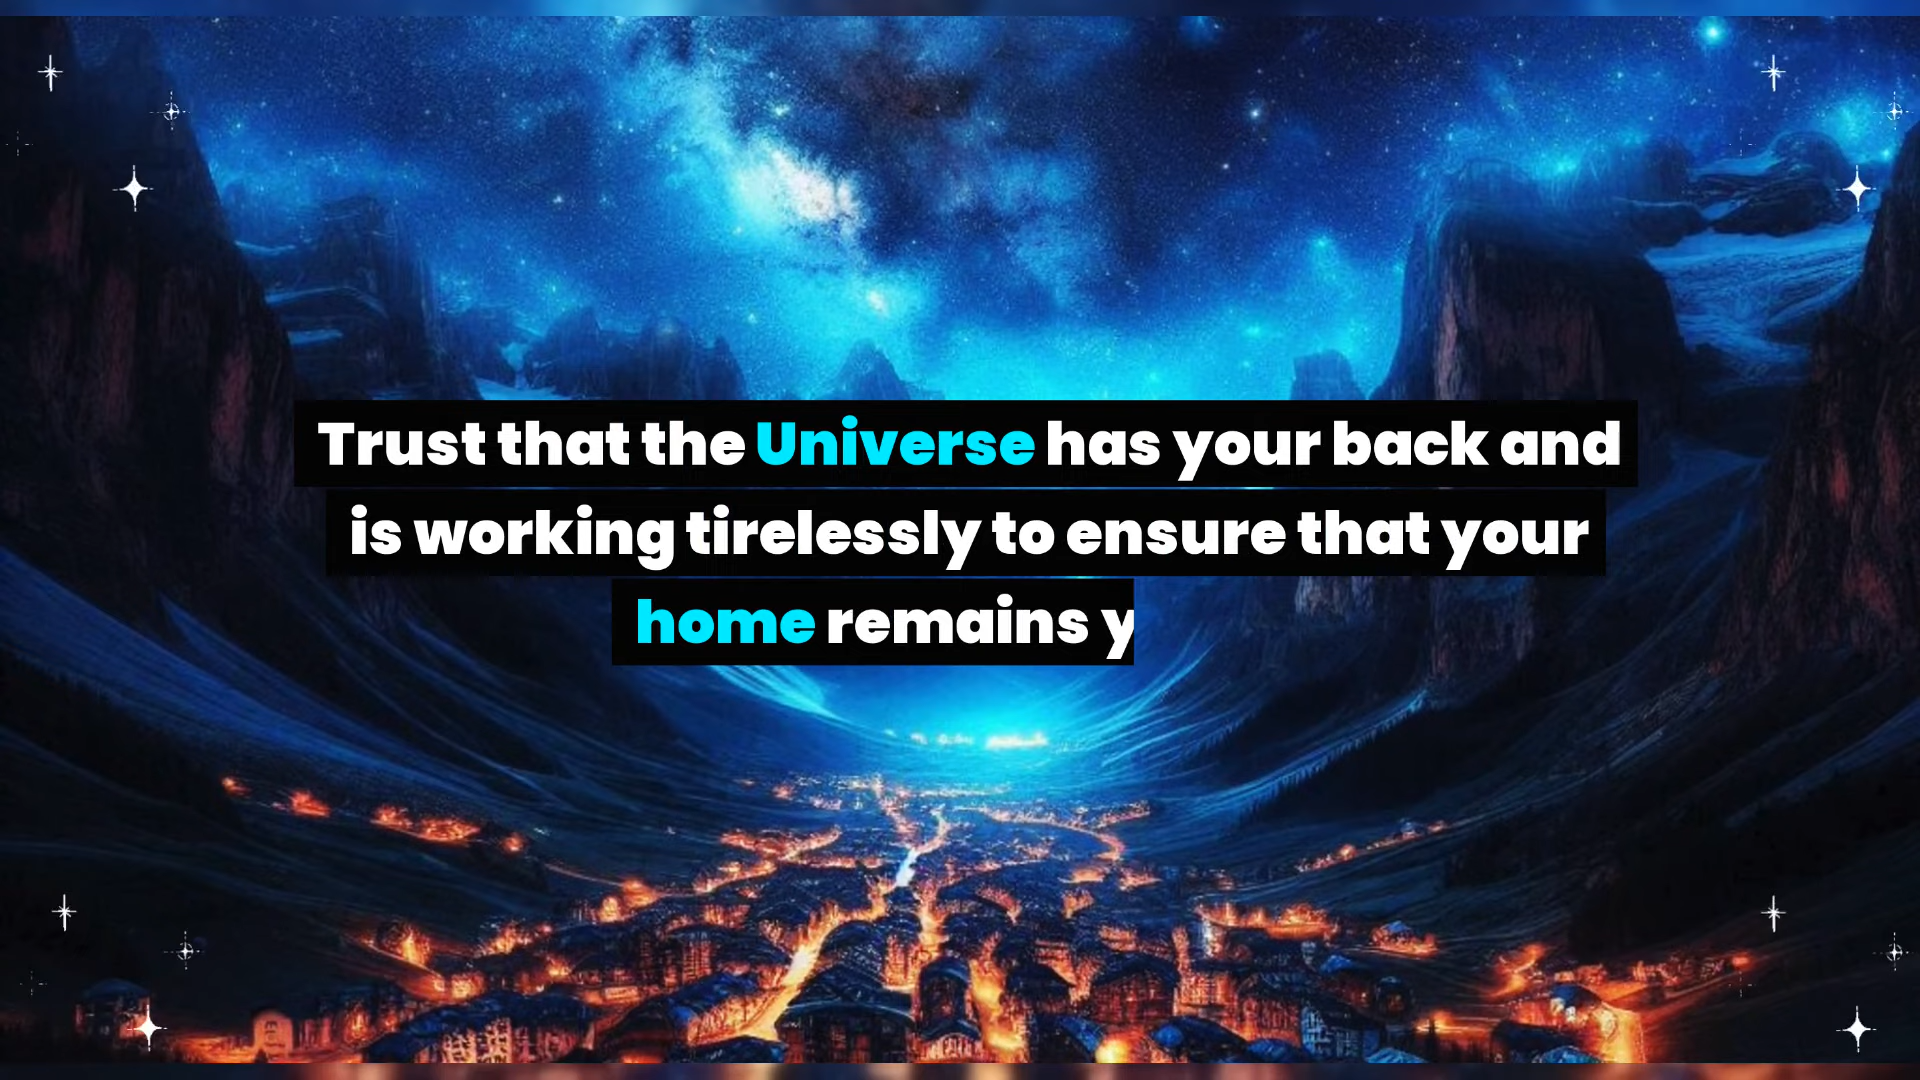 Trust that the Universe has your back and
is working tirelessly to ensure that your
home remains y